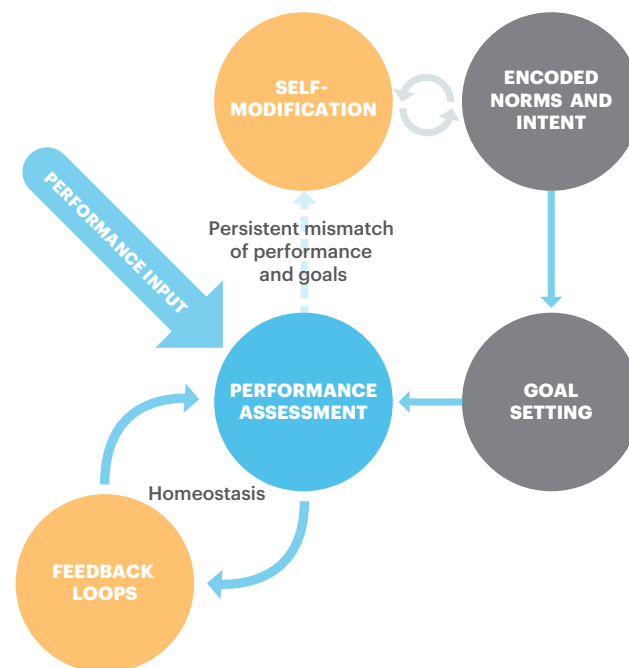 SELF-
MODIFICATION
ENCODED
NORMS AND
INTENT
PERFORMANCE INPUT
Persistent mismatch
of performance
and goals
PERFORMANCE
ASSESSMENT
GOAL
SETTING
Homeostasis
FEEDBACK
LOOPS